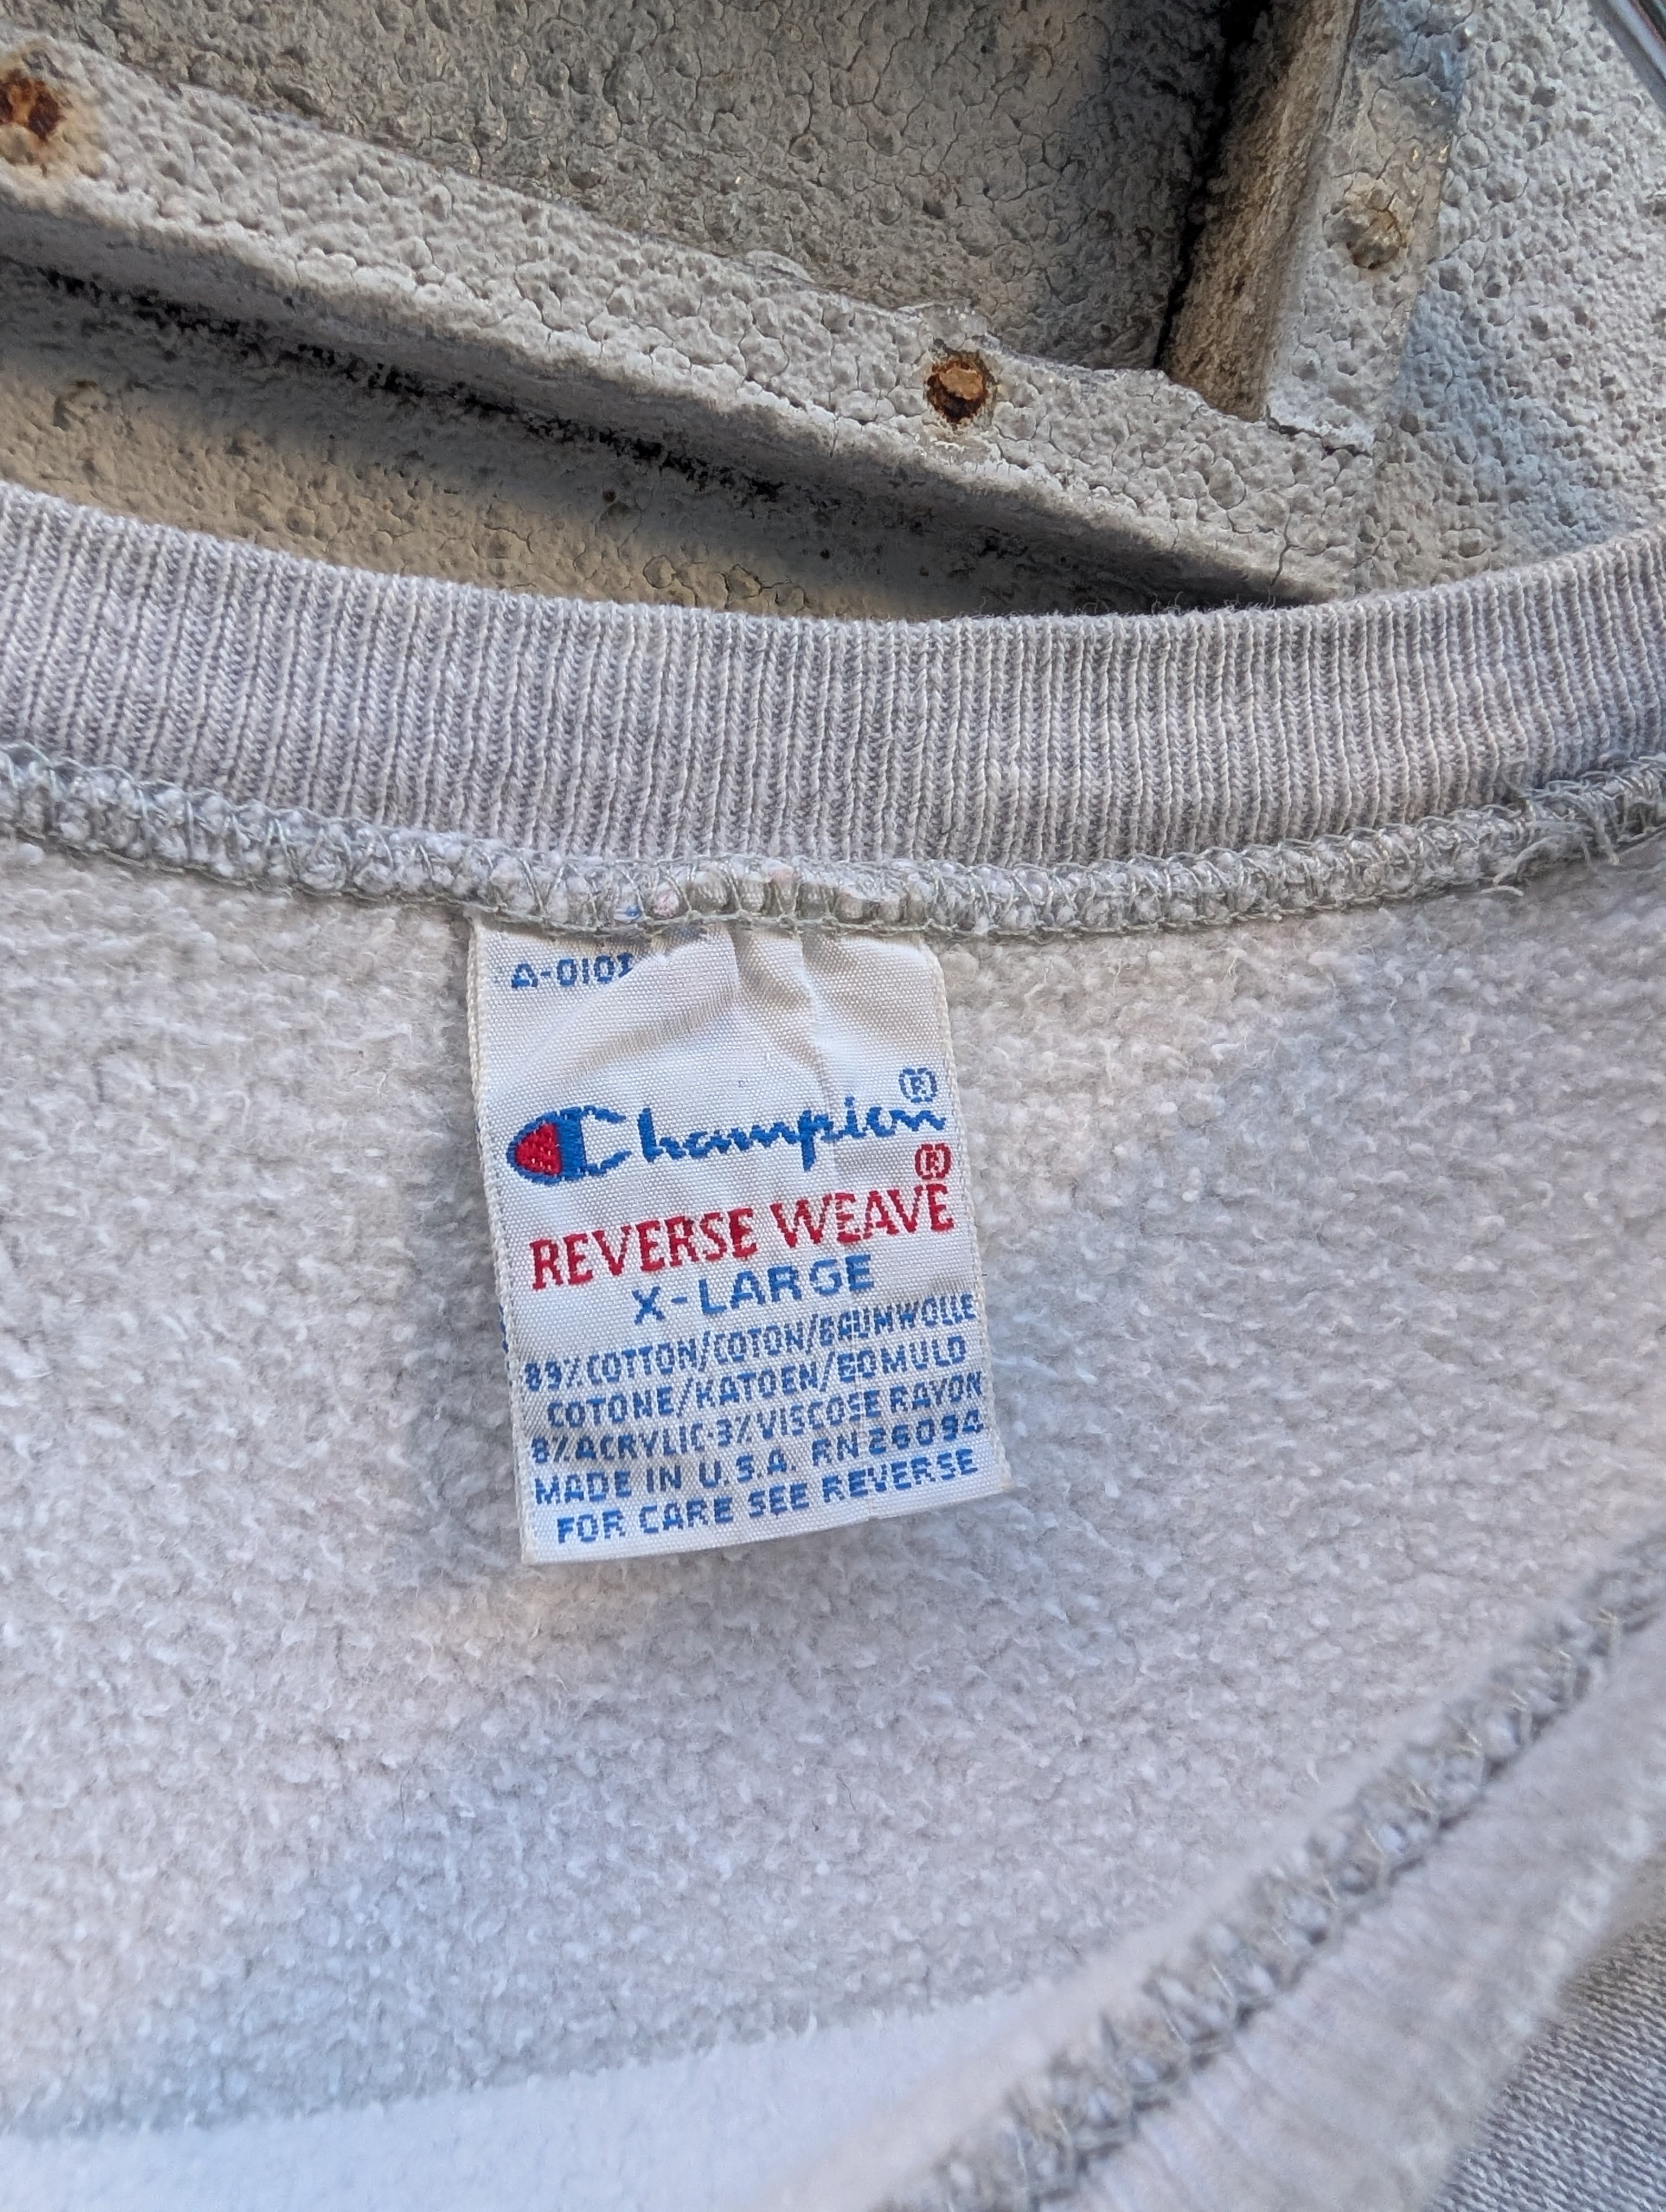 A-0101
®
Champion
®
REVERSE WEAVE
X-LARGE
89% COTTON/COTON/BAUMWOLLE
COTONE/KATOEN/BOMULD
8% ACRYLIC·3% VISCOSE RAYON
MADE IN U.S.A. RN 26094
FOR CARE SEE REVERSE